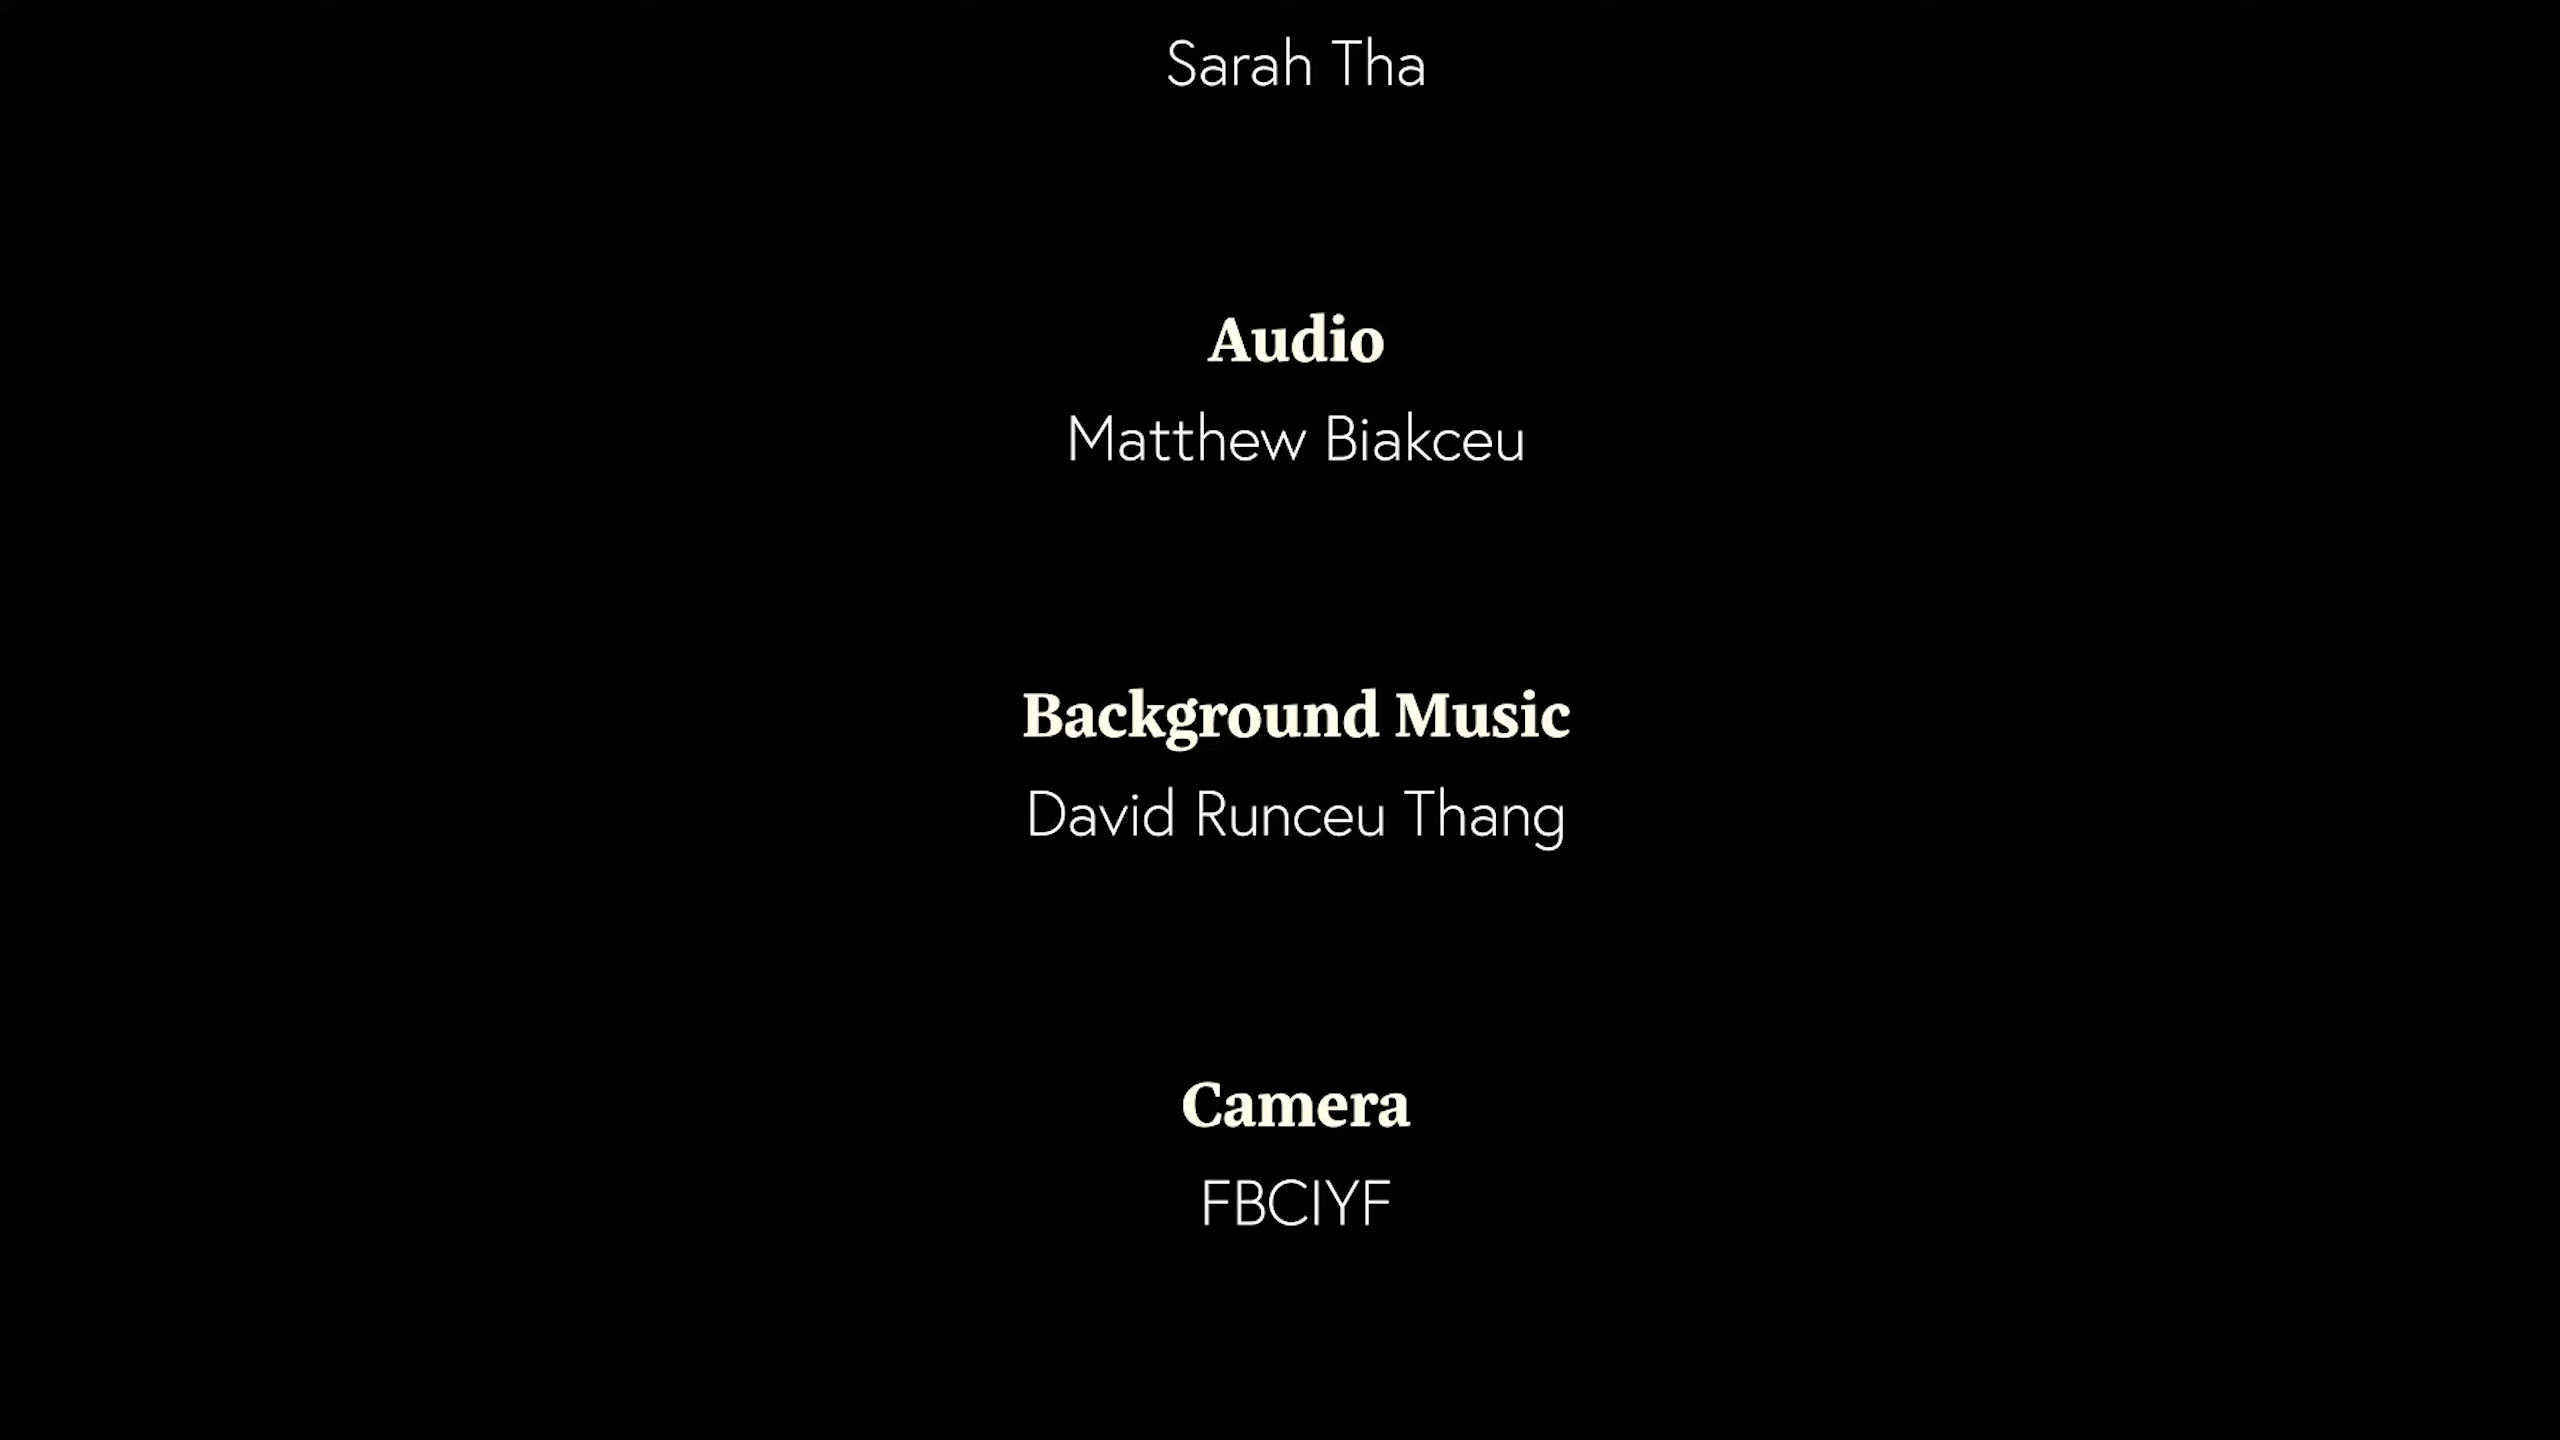 Sarah Tha
Audio
Matthew Biakceu
Background Music
David Runceu Thang
Camera
FBCIYF